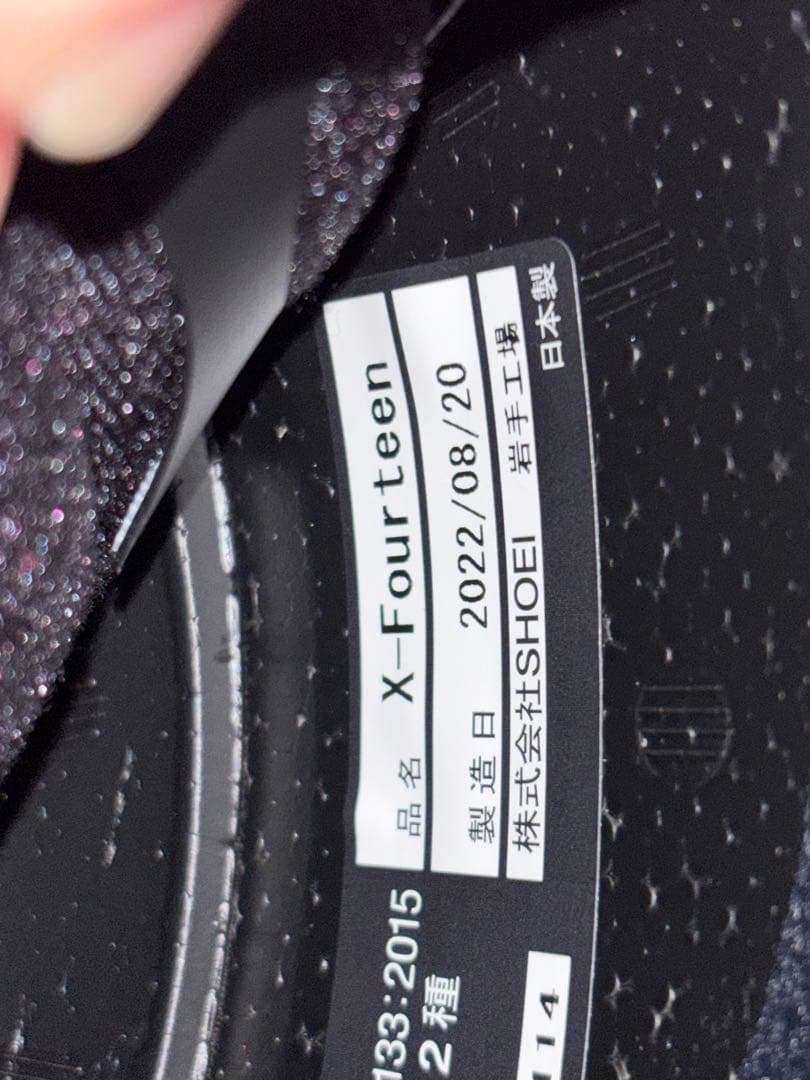 品名 X-Fourteen
製造日 2022/08/20
株式会社SHOEI 岩手工場
日本製
133:2015
2種
114